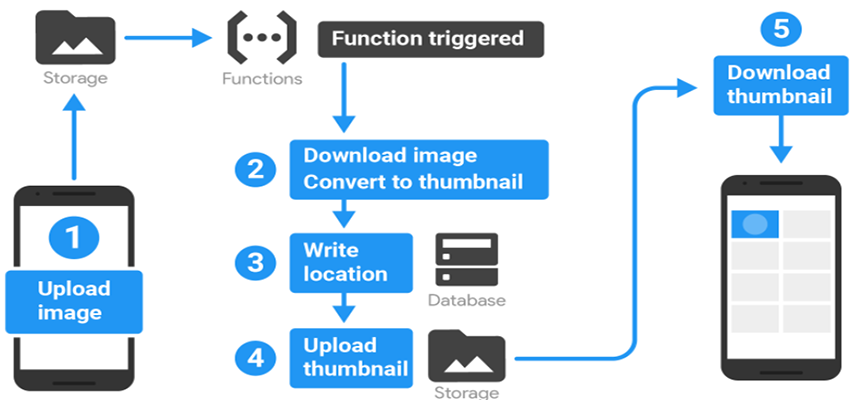 Storage
Functions
Function triggered
1
Upload
image
2
Download image
Convert to thumbnail
3
Write
location
Database
4
Upload
thumbnail
Storage
5
Download
thumbnail